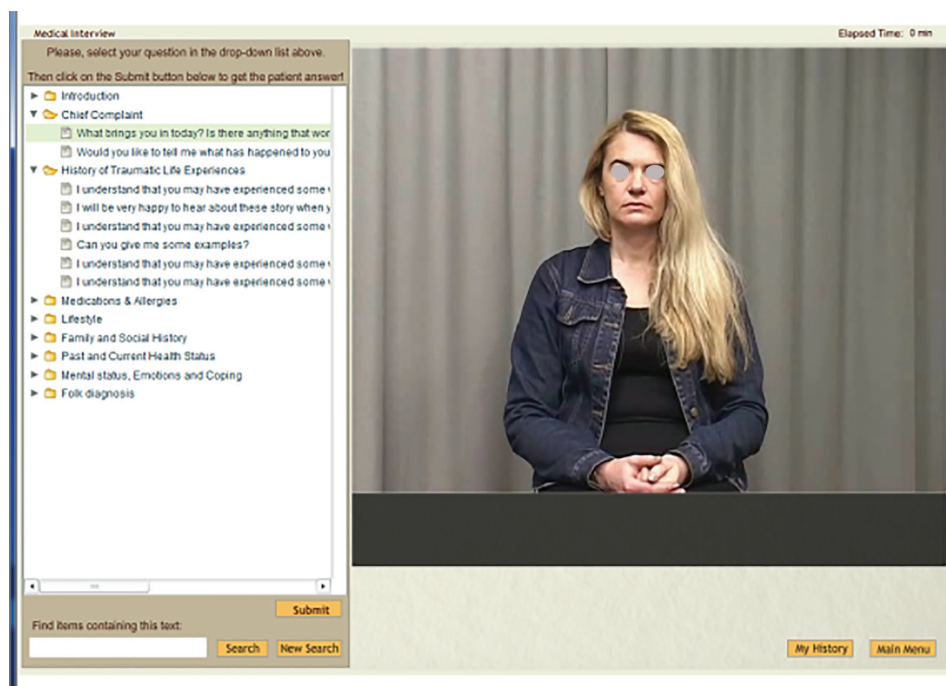 Medical Interview
Elapsed Time: 0 min
Please, select your question in the drop-down list above.
Then click on the Submit button below to get the patient answer!
Introduction
Chief Complaint
What brings you in today? Is there anything that wor
Would you like to tell me what has happened to you
History of Traumatic Life Experiences
I understand that you may have experienced some
I will be very happy to hear about these story when y
I understand that you may have experienced some
Can you give me some examples?
I understand that you may have experienced some
I understand that you may have experienced some
Medications & Allergies
Lifestyle
Family and Social History
Past and Current Health Status
Mental status, Emotions and Coping
Folk diagnosis
Submit
Find items containing this text:
Search New Search
My History Main Menu